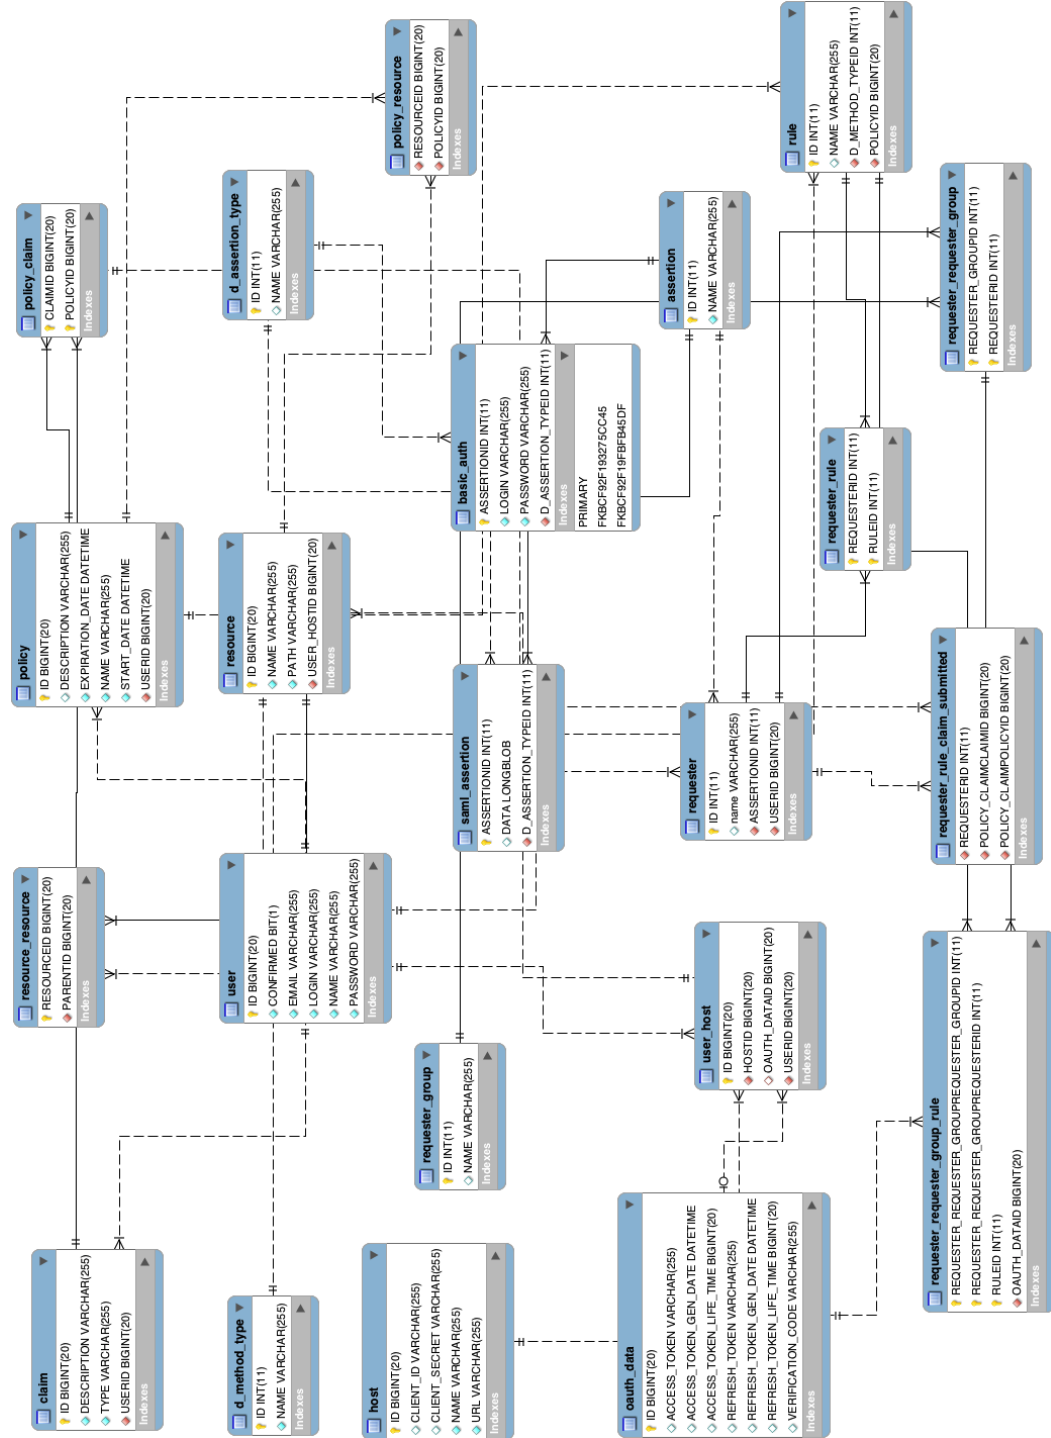 claim
ID BIGINT(20)
DESCRIPTION VARCHAR(255)
TYPE VARCHAR(255)
USERID BIGINT(20)
Indexes
d_method_type
ID INT(11)
NAME VARCHAR(255)
Indexes
host
ID BIGINT(20)
CLIENT_ID VARCHAR(255)
CLIENT_SECRET VARCHAR(255)
NAME VARCHAR(255)
URL VARCHAR(255)
Indexes
oauth_data
ID BIGINT(20)
ACCESS_TOKEN VARCHAR(255)
ACCESS_TOKEN_GEN_DATE DATETIME
ACCESS_TOKEN_LIFE_TIME BIGINT(20)
REFRESH_TOKEN VARCHAR(255)
REFRESH_TOKEN_GEN_DATE DATETIME
REFRESH_TOKEN_LIFE_TIME BIGINT(20)
VERIFICATION_CODE VARCHAR(255)
Indexes
resource_resource
RESOURCEID BIGINT(20)
PARENTID BIGINT(20)
Indexes
user
ID BIGINT(20)
CONFIRMED BIT(1)
EMAIL VARCHAR(255)
LOGIN VARCHAR(255)
NAME VARCHAR(255)
PASSWORD VARCHAR(255)
Indexes
requester_group
ID INT(11)
NAME VARCHAR(255)
Indexes
user_host
ID BIGINT(20)
HOSTID BIGINT(20)
OAUTH_DATAID BIGINT(20)
USERID BIGINT(20)
Indexes
requester_requester_group_rule
REQUESTER_REQUESTER_GROUPREQUESTER_GROUPID INT(11)
REQUESTER_REQUESTER_GROUPREQUESTERID INT(11)
RULEID INT(11)
OAUTH_DATAID BIGINT(20)
Indexes
policy
ID BIGINT(20)
DESCRIPTION VARCHAR(255)
EXPIRATION_DATE DATETIME
NAME VARCHAR(255)
START_DATE DATETIME
USERID BIGINT(20)
Indexes
resource
ID BIGINT(20)
NAME VARCHAR(255)
PATH VARCHAR(255)
USER_HOSTID BIGINT(20)
Indexes
saml_assertion
ASSERTIONID INT(11)
DATA LONGBLOB
D_ASSERTION_TYPEID INT(11)
Indexes
requester
ID INT(11)
name VARCHAR(255)
ASSERTIONID INT(11)
USERID BIGINT(20)
Indexes
requester_rule_claim_submitted
REQUESTERID INT(11)
POLICY_CLAIMCLAIMID BIGINT(20)
POLICY_CLAIMPOLICYID BIGINT(20)
Indexes
policy_claim
CLAIMID BIGINT(20)
POLICYID BIGINT(20)
Indexes
d_assertion_type
ID INT(11)
NAME VARCHAR(255)
Indexes
basic_auth
ASSERTIONID INT(11)
LOGIN VARCHAR(255)
PASSWORD VARCHAR(255)
D_ASSERTION_TYPEID INT(11)
Indexes
PRIMARY
FKBCF92F193275CC45
FKBCF92F19FBFB45DF
requester_rule
REQUESTERID INT(11)
RULEID INT(11)
Indexes
policy_resource
RESOURCEID BIGINT(20)
POLICYID BIGINT(20)
Indexes
assertion
ID INT(11)
NAME VARCHAR(255)
Indexes
rule
ID INT(11)
NAME VARCHAR(255)
D_METHOD_TYPEID INT(11)
POLICYID BIGINT(20)
Indexes
requester_requester_group
REQUESTER_GROUPID INT(11)
REQUESTERID INT(11)
Indexes